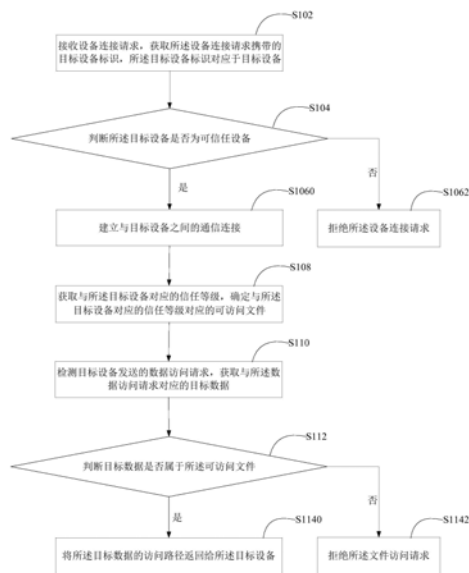 S102
接收设备连接请求，获取所述设备连接请求携带的
目标设备标识，所述目标设备标识对应于目标设备
S104
判断所述目标设备是否为可信任设备
是
否
S1060
建立与目标设备之间的通信连接
S1062
拒绝所述设备连接请求
S108
获取与所述目标设备对应的信任等级，确定与所述
目标设备对应的信任等级对应的可访问文件
S110
检测目标设备发送的数据访问请求，获取与所述数
据访问请求对应的目标数据
S112
判断目标数据是否属于所述可访问文件
是
否
S1140
将所述目标数据的访问路径返回给所述目标设备
S1142
拒绝所述文件访问请求